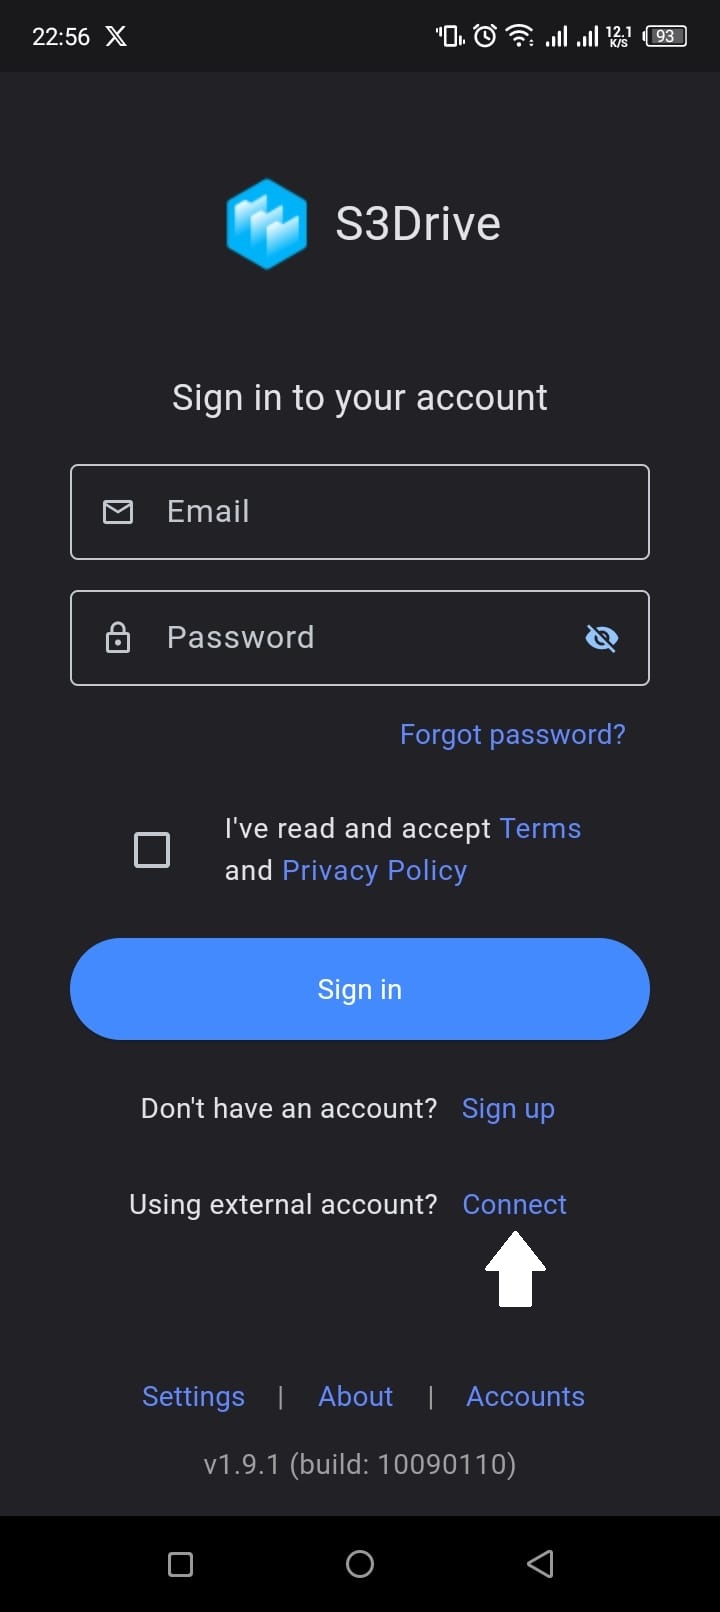 22:56 X 12.1 K/S 93
S3Drive
Sign in to your account
Email
Password
Forgot password?
I've read and accept Terms
and Privacy Policy
Sign in
Don't have an account? Sign up
Using external account? Connect
Settings | About | Accounts
v1.9.1 (build: 10090110)